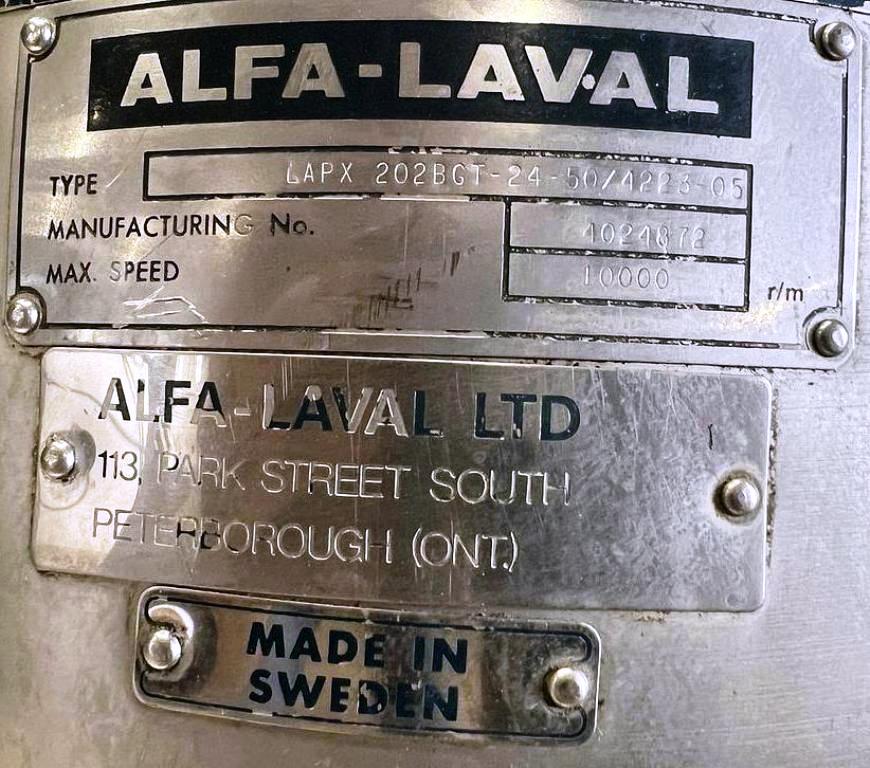 ALFA-LAVAL
TYPE LAPX 202BGT-24-50/4223-05
MANUFACTURING No. 4024872
MAX. SPEED 10000 r/m
ALFA-LAVAL LTD
113, PARK STREET SOUTH
PETERBOROUGH (ONT.)
MADE IN
SWEDEN